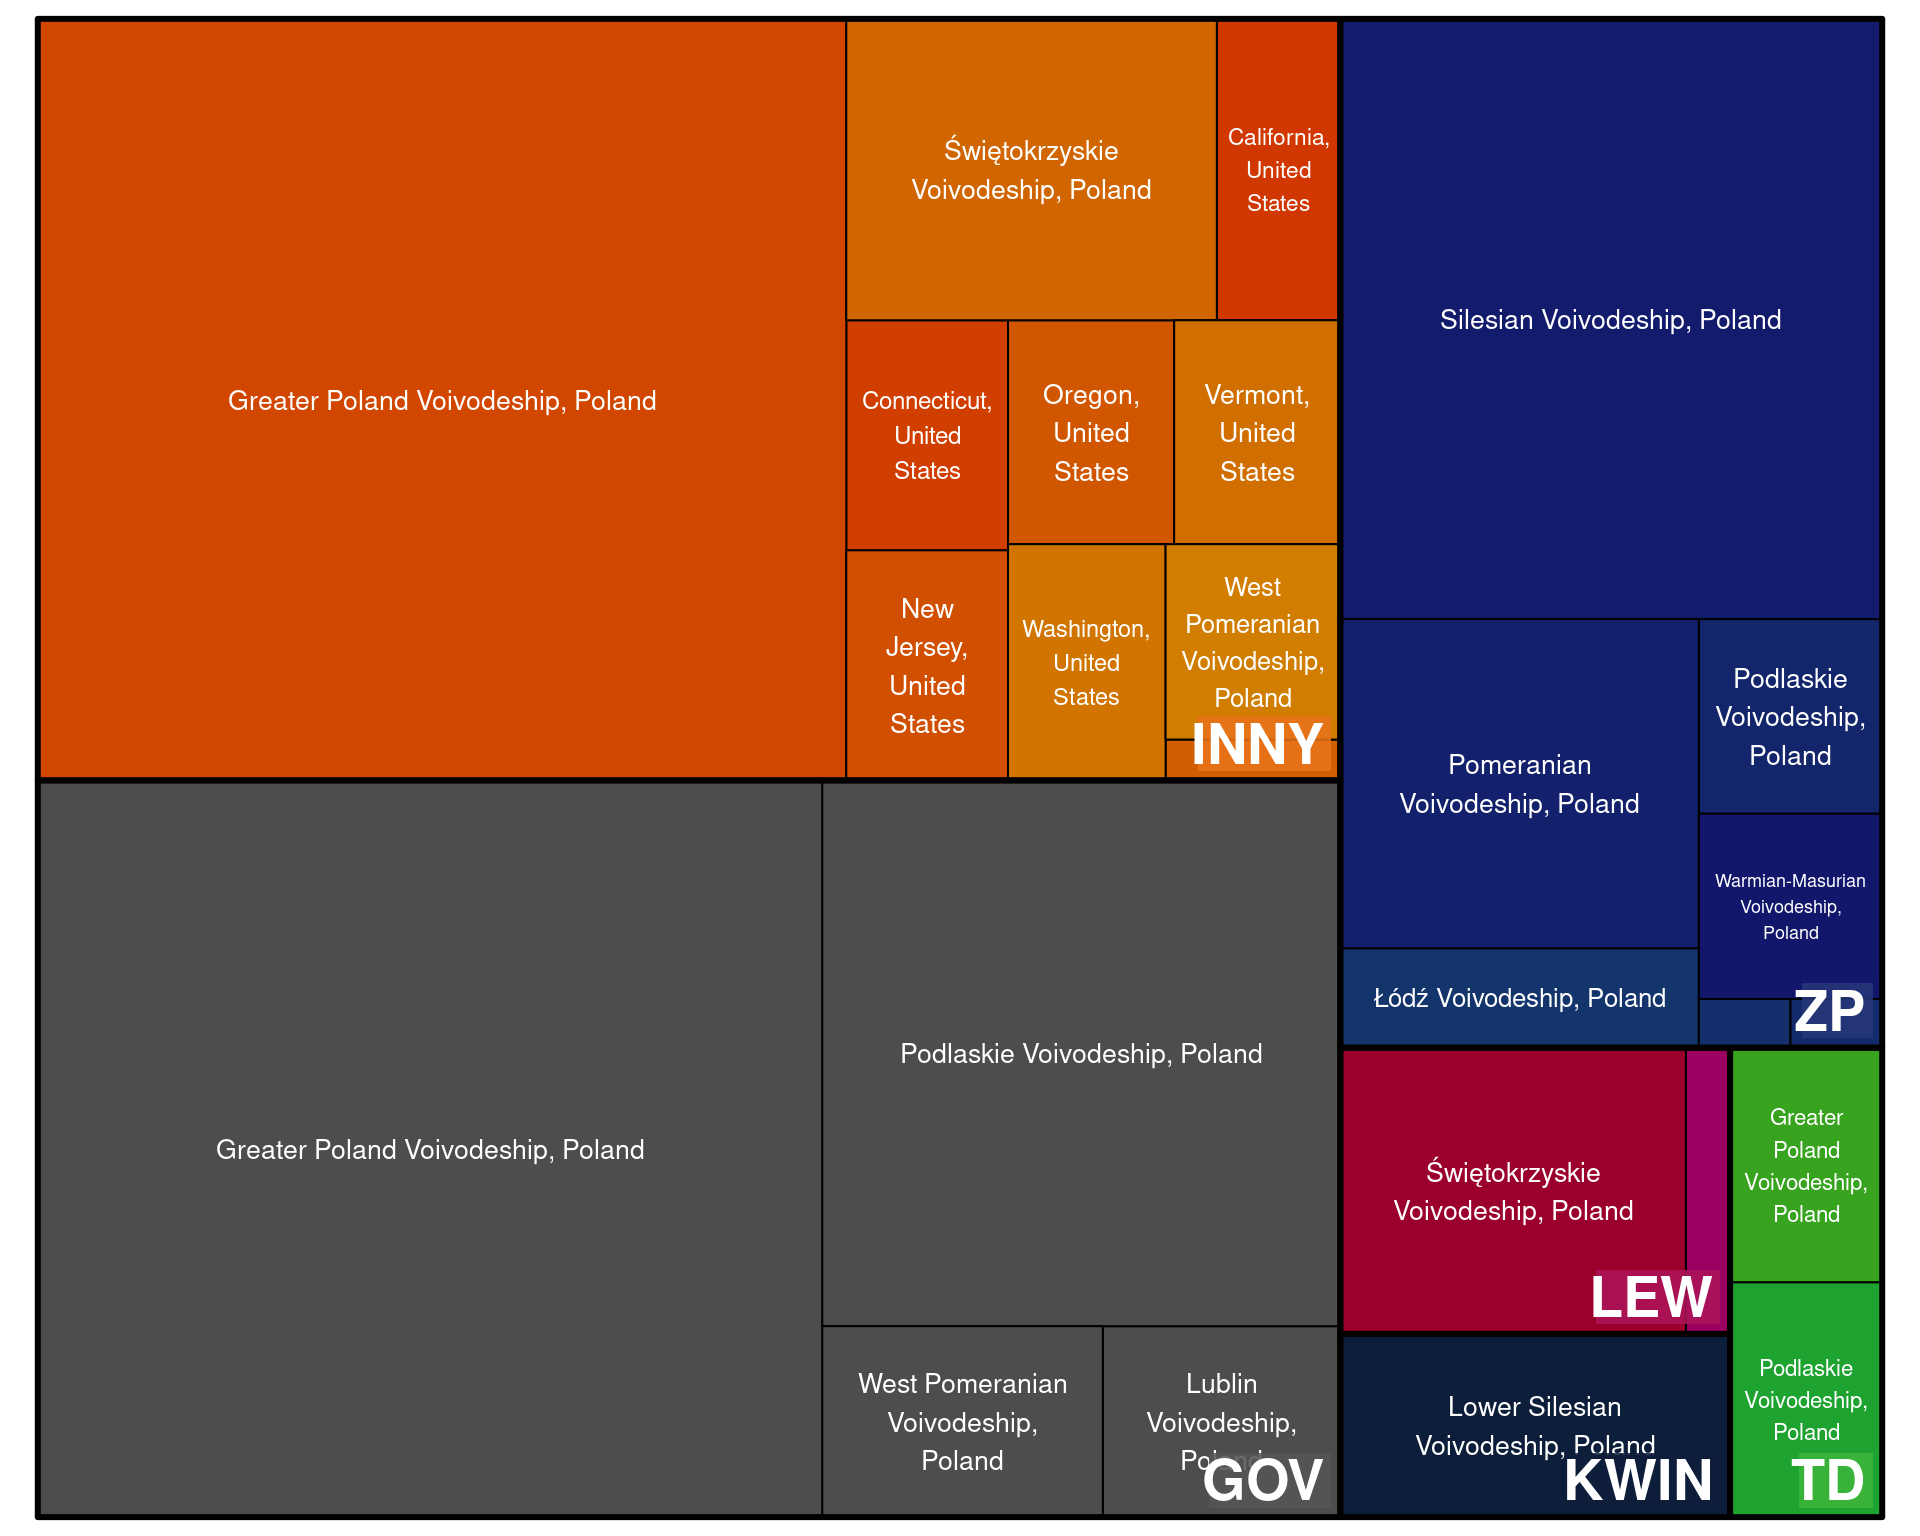 Greater Poland Voivodeship, Poland
Świętokrzyskie
Voivodeship, Poland
California,
United
States
Connecticut,
United
States
Oregon,
United
States
Vermont,
United
States
New
Jersey,
United
States
Washington,
United
States
West
Pomeranian
Voivodeship,
Poland
INNY
Silesian Voivodeship, Poland
Pomeranian
Voivodeship, Poland
Podlaskie
Voivodeship,
Poland
Warmian-Masurian
Voivodeship,
Poland
Łódź Voivodeship, Poland
ZP
Greater Poland Voivodeship, Poland
Podlaskie Voivodeship, Poland
West Pomeranian
Voivodeship,
Poland
Lublin
Voivodeship,
Poland
GOV
Świętokrzyskie
Voivodeship, Poland
LEW
Lower Silesian
Voivodeship, Poland
KWIN
Greater
Poland
Voivodeship,
Poland
Podlaskie
Voivodeship,
Poland
TD